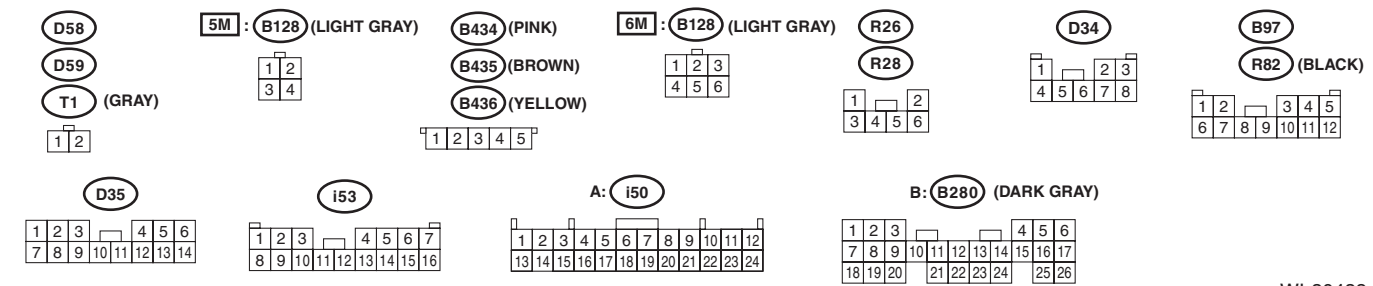 D58
D59
T1 (GRAY)
1 2
5M : B128 (LIGHT GRAY)
1 2
3 4
B434 (PINK)
B435 (BROWN)
B436 (YELLOW)
1 2 3 4 5
6M : B128 (LIGHT GRAY)
1 2 3
4 5 6
R26
R28
1 2
3 4 5 6
D34
1 2 3
4 5 6 7 8
B97
R82 (BLACK)
1 2 3 4 5
6 7 8 9 10 11 12
D35
1 2 3 4 5 6
7 8 9 10 11 12 13 14
i53
1 2 3 4 5 6 7
8 9 10 11 12 13 14 15 16
A: i50
1 2 3 4 5 6 7 8 9 10 11 12
13 14 15 16 17 18 19 20 21 22 23 24
B: B280 (DARK GRAY)
1 2 3 4 5 6
7 8 9 10 11 12 13 14 15 16 17
18 19 20 21 22 23 24 25 26